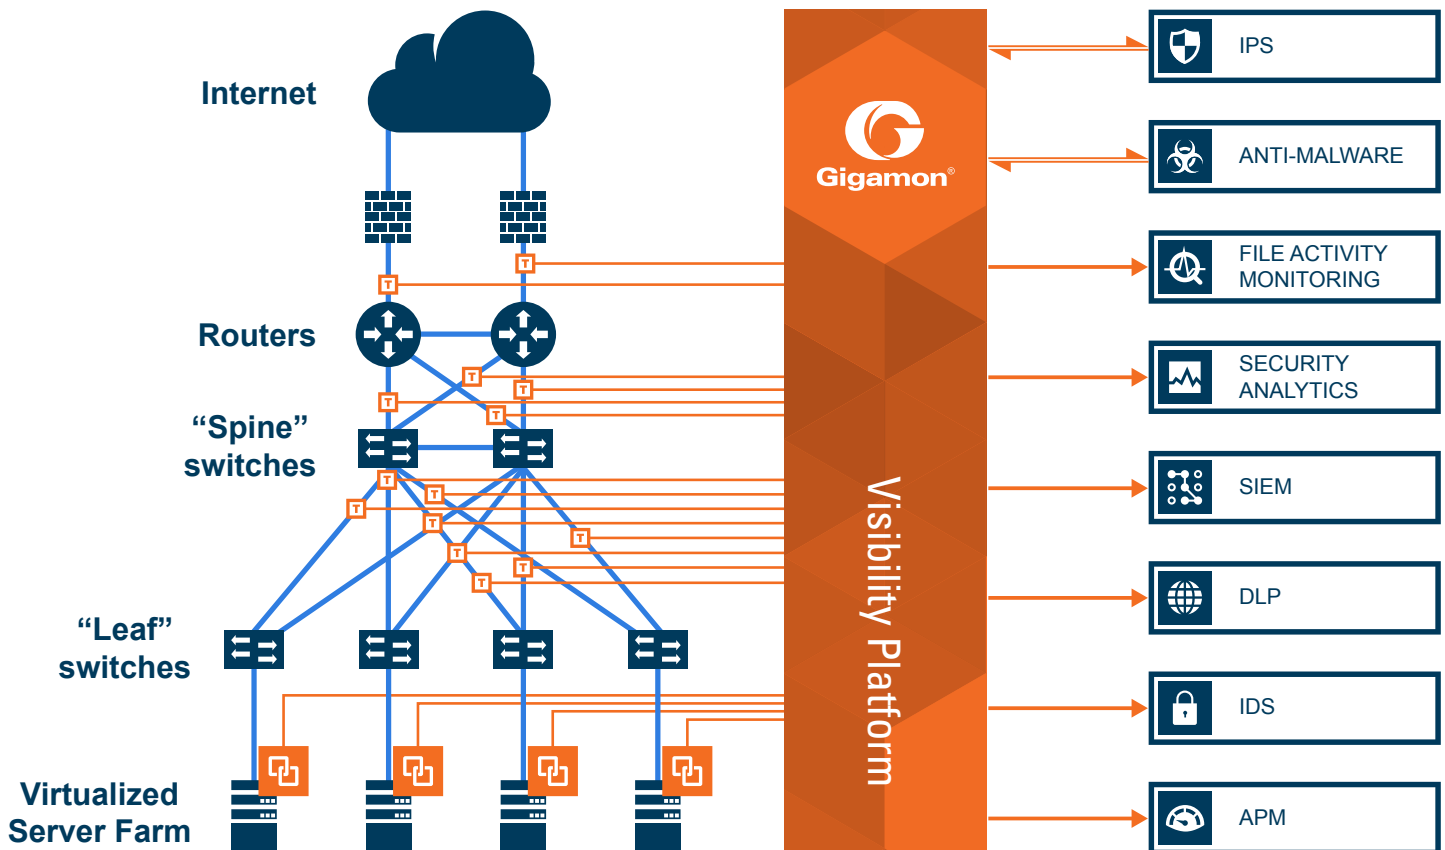 Internet
Routers
“Spine”
switches
“Leaf”
switches
Virtualized
Server Farm
T
T
T
T
T
T
T
T
T
T
T
T
T
T
Gigamon®
Visibility Platform
IPS
ANTI-MALWARE
FILE ACTIVITY
MONITORING
SECURITY
ANALYTICS
SIEM
DLP
IDS
APM